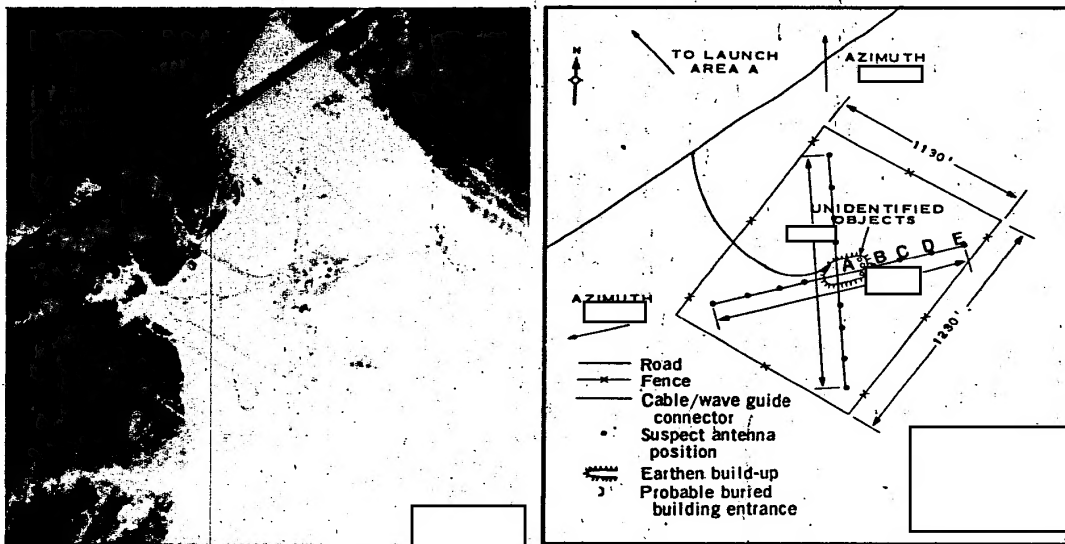 N
TO LAUNCH
AREA A
AZIMUTH
1130'
UNIDENTIFIED
OBJECTS
A B C D E
AZIMUTH
1230'
Road
Fence
Cable/wave guide
connector
Suspect antenna
position
Earthen build-up
Probable buried
building entrance